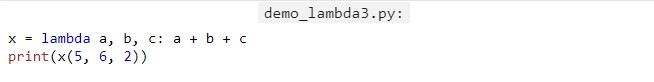 demo_lambda3.py:
x = lambda a, b, c: a + b + c
print(x(5, 6, 2))